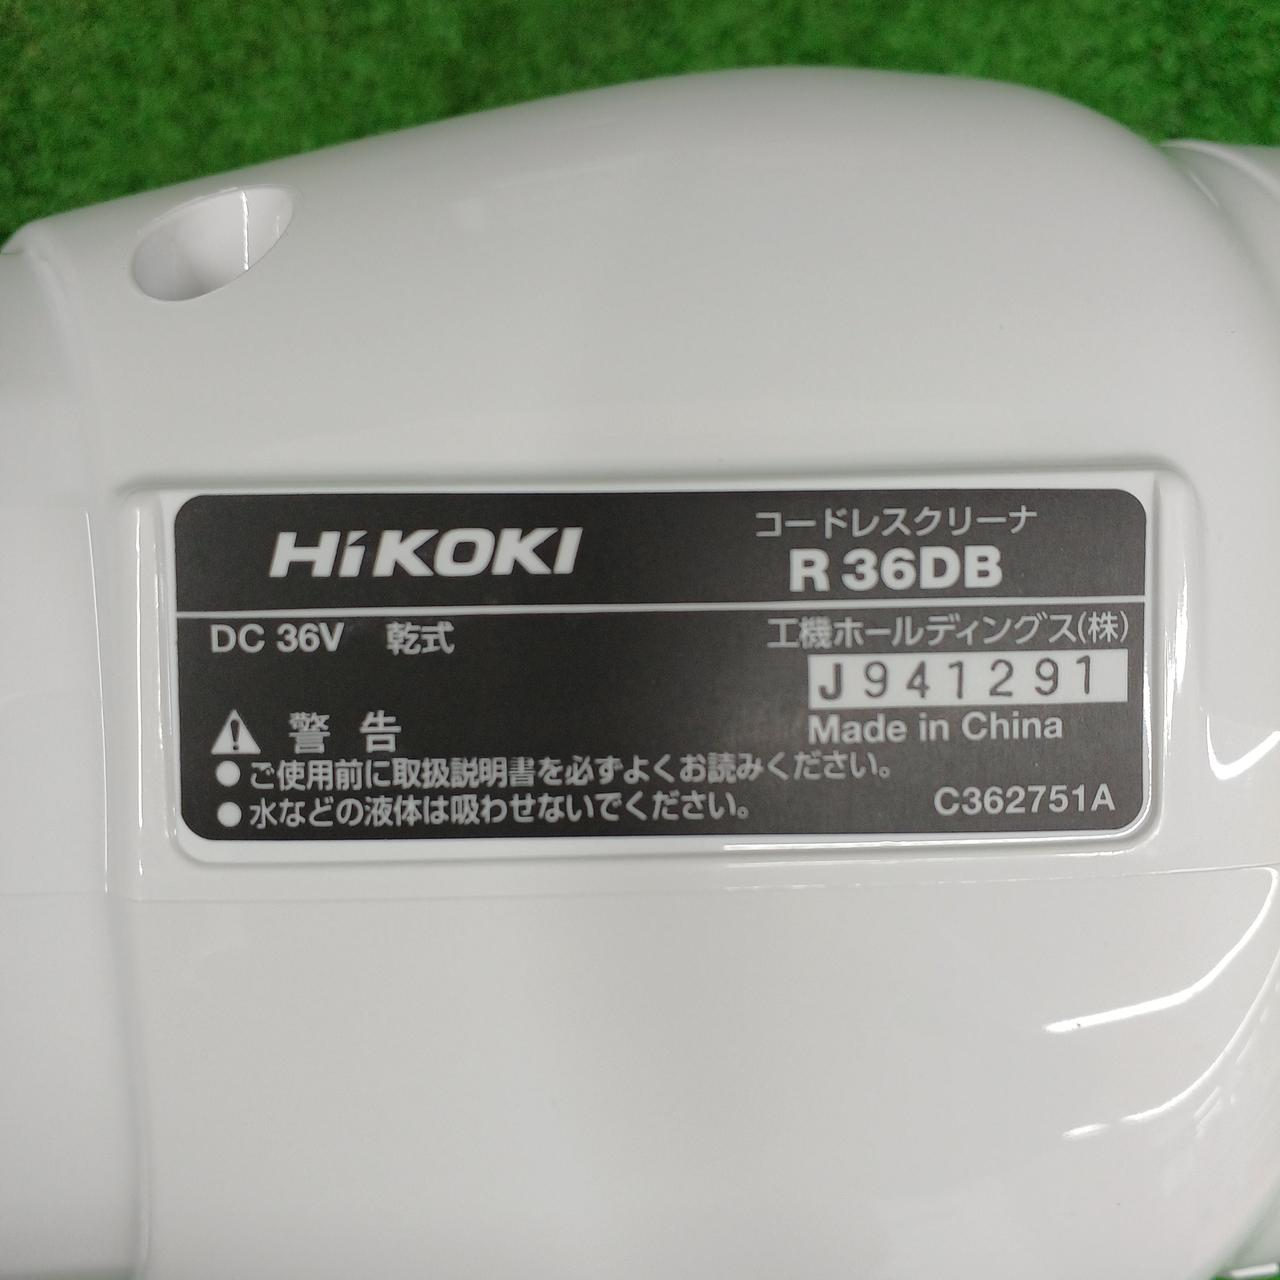 HiKOKI
コードレスクリーナ
R 36DB
DC 36V 乾式
工機ホールディングス(株)
J941291
Made in China
警告
●ご使用前に取扱説明書を必ずよくお読みください。
●水などの液体は吸わせないでください。
C362751A